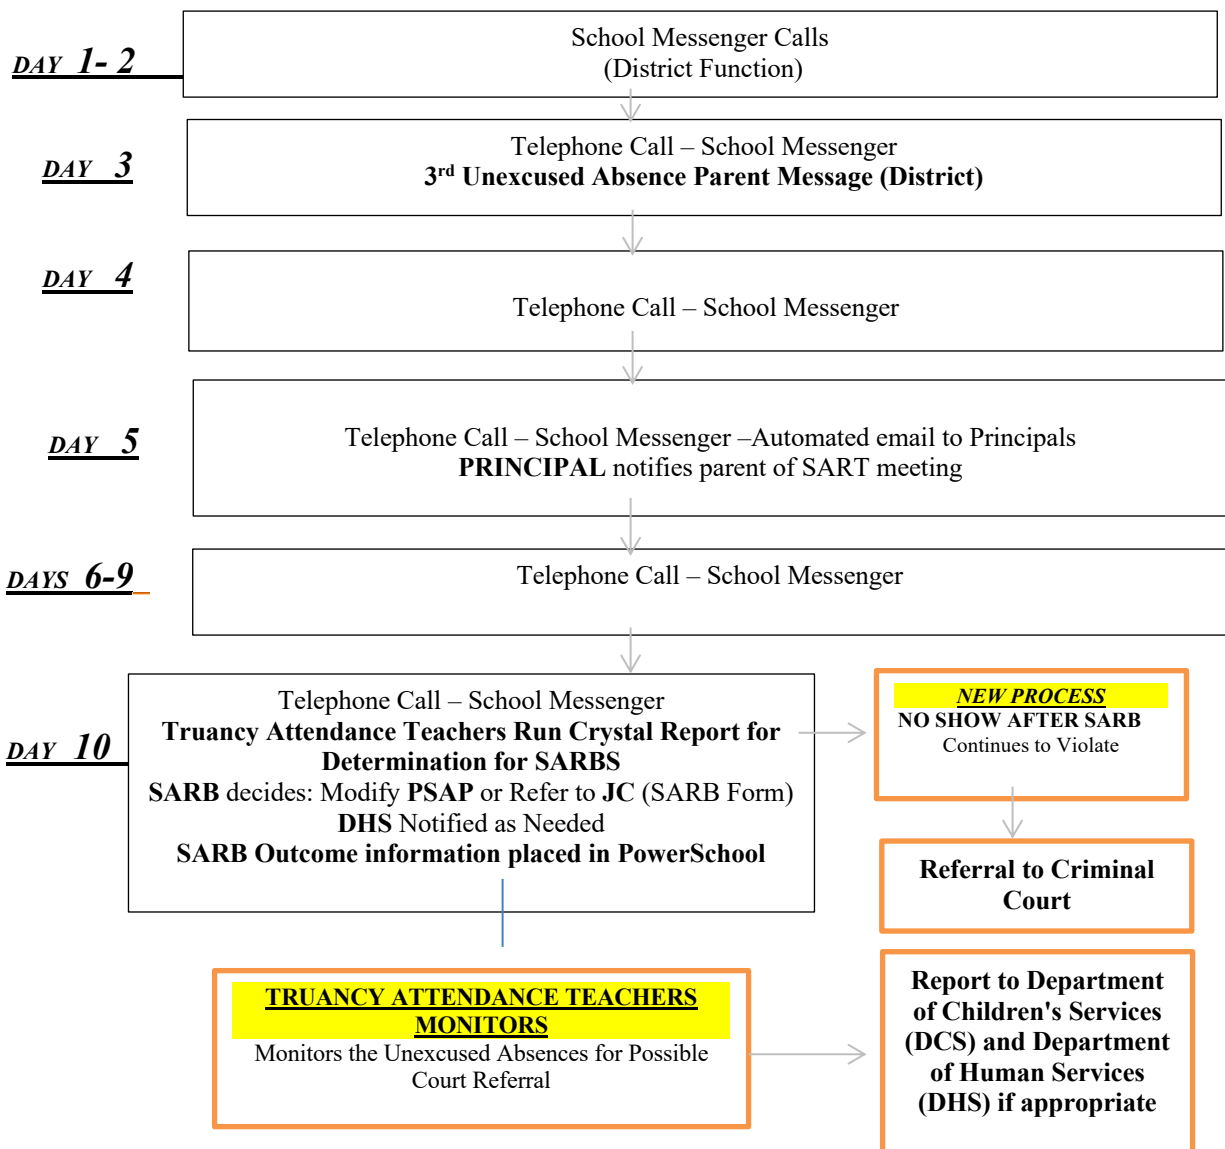 DAY 1- 2
School Messenger Calls
(District Function)
DAY 3
Telephone Call – School Messenger
3rd Unexcused Absence Parent Message (District)
DAY 4
Telephone Call – School Messenger
DAY 5
Telephone Call – School Messenger –Automated email to Principals
PRINCIPAL notifies parent of SART meeting
DAYS 6-9
Telephone Call – School Messenger
DAY 10
Telephone Call – School Messenger
Truancy Attendance Teachers Run Crystal Report for
Determination for SARBS
SARB decides: Modify PSAP or Refer to JC (SARB Form)
DHS Notified as Needed
SARB Outcome information placed in PowerSchool
NEW PROCESS
NO SHOW AFTER SARB
Continues to Violate
Referral to Criminal
Court
TRUANCY ATTENDANCE TEACHERS
MONITORS
Monitors the Unexcused Absences for Possible
Court Referral
Report to Department
of Children's Services
(DCS) and Department
of Human Services
(DHS) if appropriate